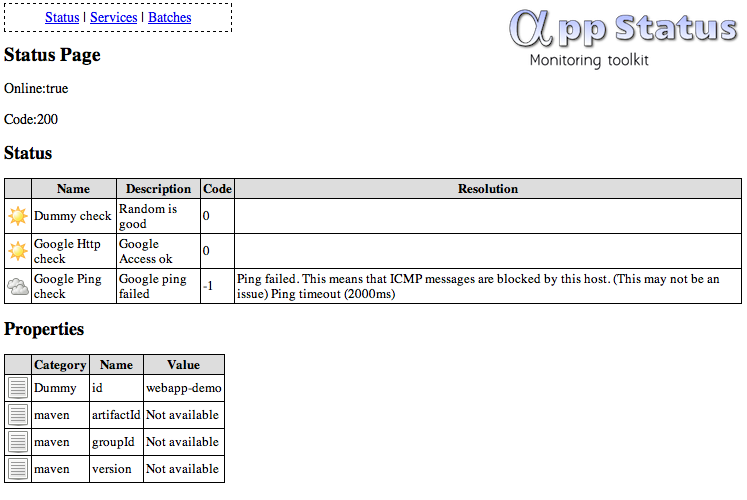 Status | Services | Batches
αpp Status
Monitoring toolkit
Status Page
Online:true
Code:200
Status
Name Description Code Resolution
Dummy check Random is good 0
Google Http check Google Access ok 0
Google Ping check Google ping failed -1 Ping failed. This means that ICMP messages are blocked by this host. (This may not be an issue) Ping timeout (2000ms)
Properties
Category Name Value
Dummy id webapp-demo
maven artifactId Not available
maven groupId Not available
maven version Not available